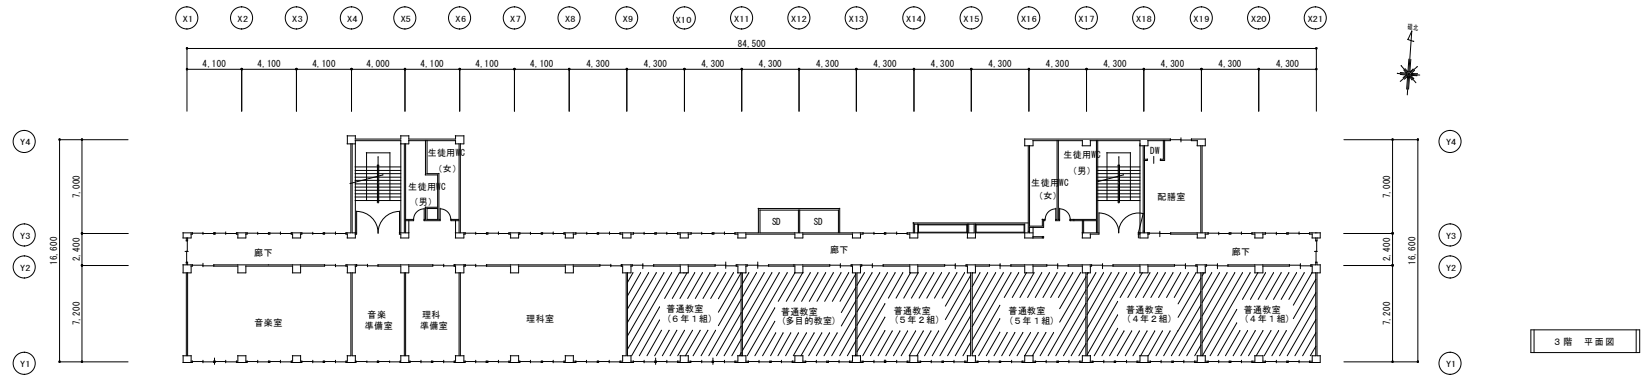 X1 X2 X3 X4 X5 X6 X7 X8 X9 X10 X11 X12 X13 X14 X15 X16 X17 X18 X19 X20 X21
84,500
4,100 4,100 4,100 4,000 4,100 4,100 4,100 4,300 4,300 4,300 4,300 4,300 4,300 4,300 4,300 4,300 4,300 4,300 4,300 4,300
真北
Y4
Y3
Y2
Y1
16,600
7,000
2,400
7,200
生徒用WC
(女)
生徒用WC
(男)
SD
SD
生徒用WC
(男)
生徒用WC
(女)
DW
配膳室
廊下
廊下
廊下
音楽室
音楽
準備室
理科
準備室
理科室
普通教室
(6年1組)
普通教室
(多目的教室)
普通教室
(5年2組)
普通教室
(5年1組)
普通教室
(4年2組)
普通教室
(4年1組)
Y4
Y3
Y2
Y1
7,000
2,400
7,200
16,600
3階 平面図